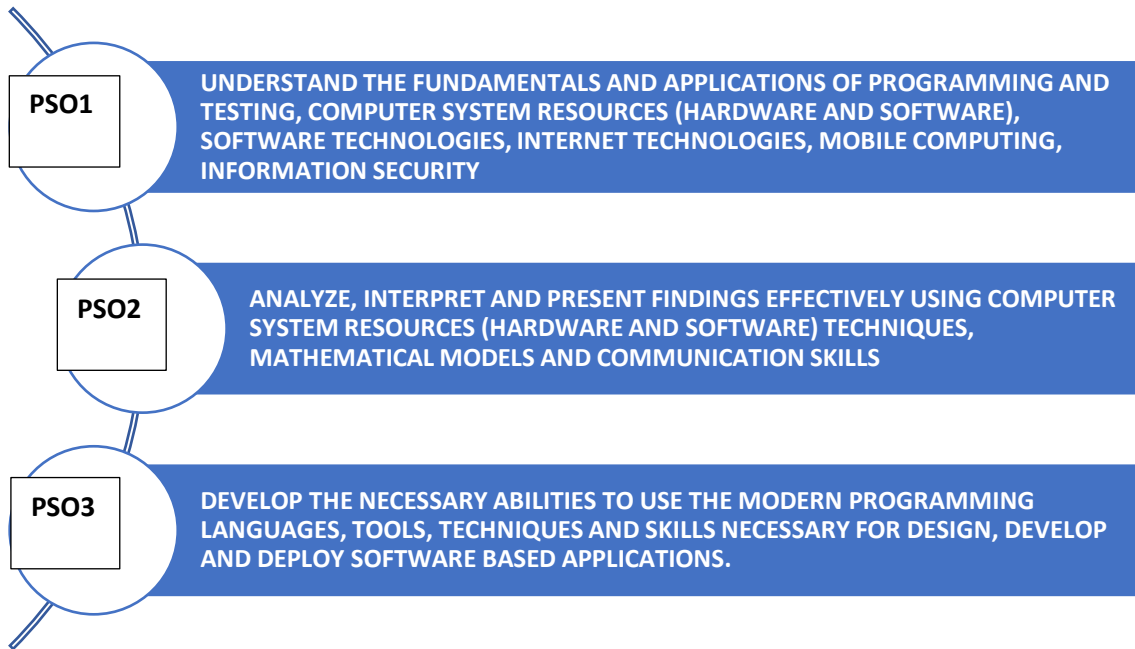 PSO1
UNDERSTAND THE FUNDAMENTALS AND APPLICATIONS OF PROGRAMMING AND
TESTING, COMPUTER SYSTEM RESOURCES (HARDWARE AND SOFTWARE),
SOFTWARE TECHNOLOGIES, INTERNET TECHNOLOGIES, MOBILE COMPUTING,
INFORMATION SECURITY
PSO2
ANALYZE, INTERPRET AND PRESENT FINDINGS EFFECTIVELY USING COMPUTER
SYSTEM RESOURCES (HARDWARE AND SOFTWARE) TECHNIQUES,
MATHEMATICAL MODELS AND COMMUNICATION SKILLS
PSO3
DEVELOP THE NECESSARY ABILITIES TO USE THE MODERN PROGRAMMING
LANGUAGES, TOOLS, TECHNIQUES AND SKILLS NECESSARY FOR DESIGN, DEVELOP
AND DEPLOY SOFTWARE BASED APPLICATIONS.